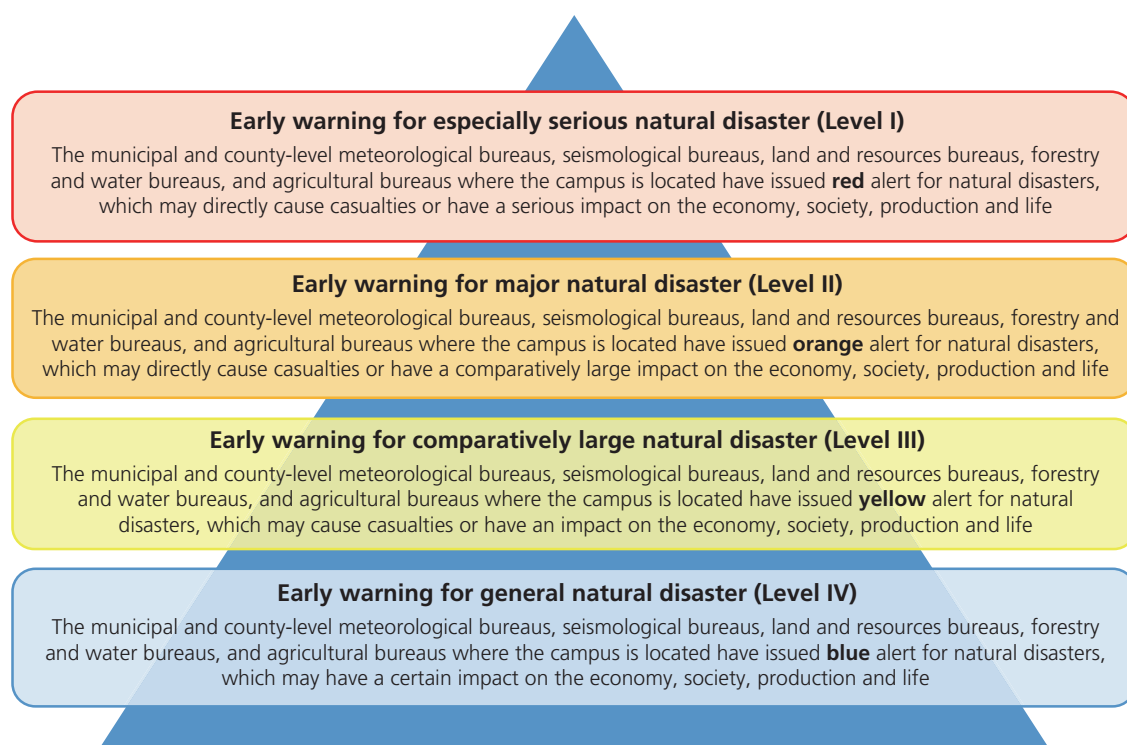 Early warning for especially serious natural disaster (Level I)
The municipal and county-level meteorological bureaus, seismological bureaus, land and resources bureaus, forestry
and water bureaus, and agricultural bureaus where the campus is located have issued red alert for natural disasters,
which may directly cause casualties or have a serious impact on the economy, society, production and life
Early warning for major natural disaster (Level II)
The municipal and county-level meteorological bureaus, seismological bureaus, land and resources bureaus, forestry and
water bureaus, and agricultural bureaus where the campus is located have issued orange alert for natural disasters,
which may directly cause casualties or have a comparatively large impact on the economy, society, production and life
Early warning for comparatively large natural disaster (Level III)
The municipal and county-level meteorological bureaus, seismological bureaus, land and resources bureaus, forestry
and water bureaus, and agricultural bureaus where the campus is located have issued yellow alert for natural
disasters, which may cause casualties or have an impact on the economy, society, production and life
Early warning for general natural disaster (Level IV)
The municipal and county-level meteorological bureaus, seismological bureaus, land and resources bureaus, forestry
and water bureaus, and agricultural bureaus where the campus is located have issued blue alert for natural disasters,
which may have a certain impact on the economy, society, production and life